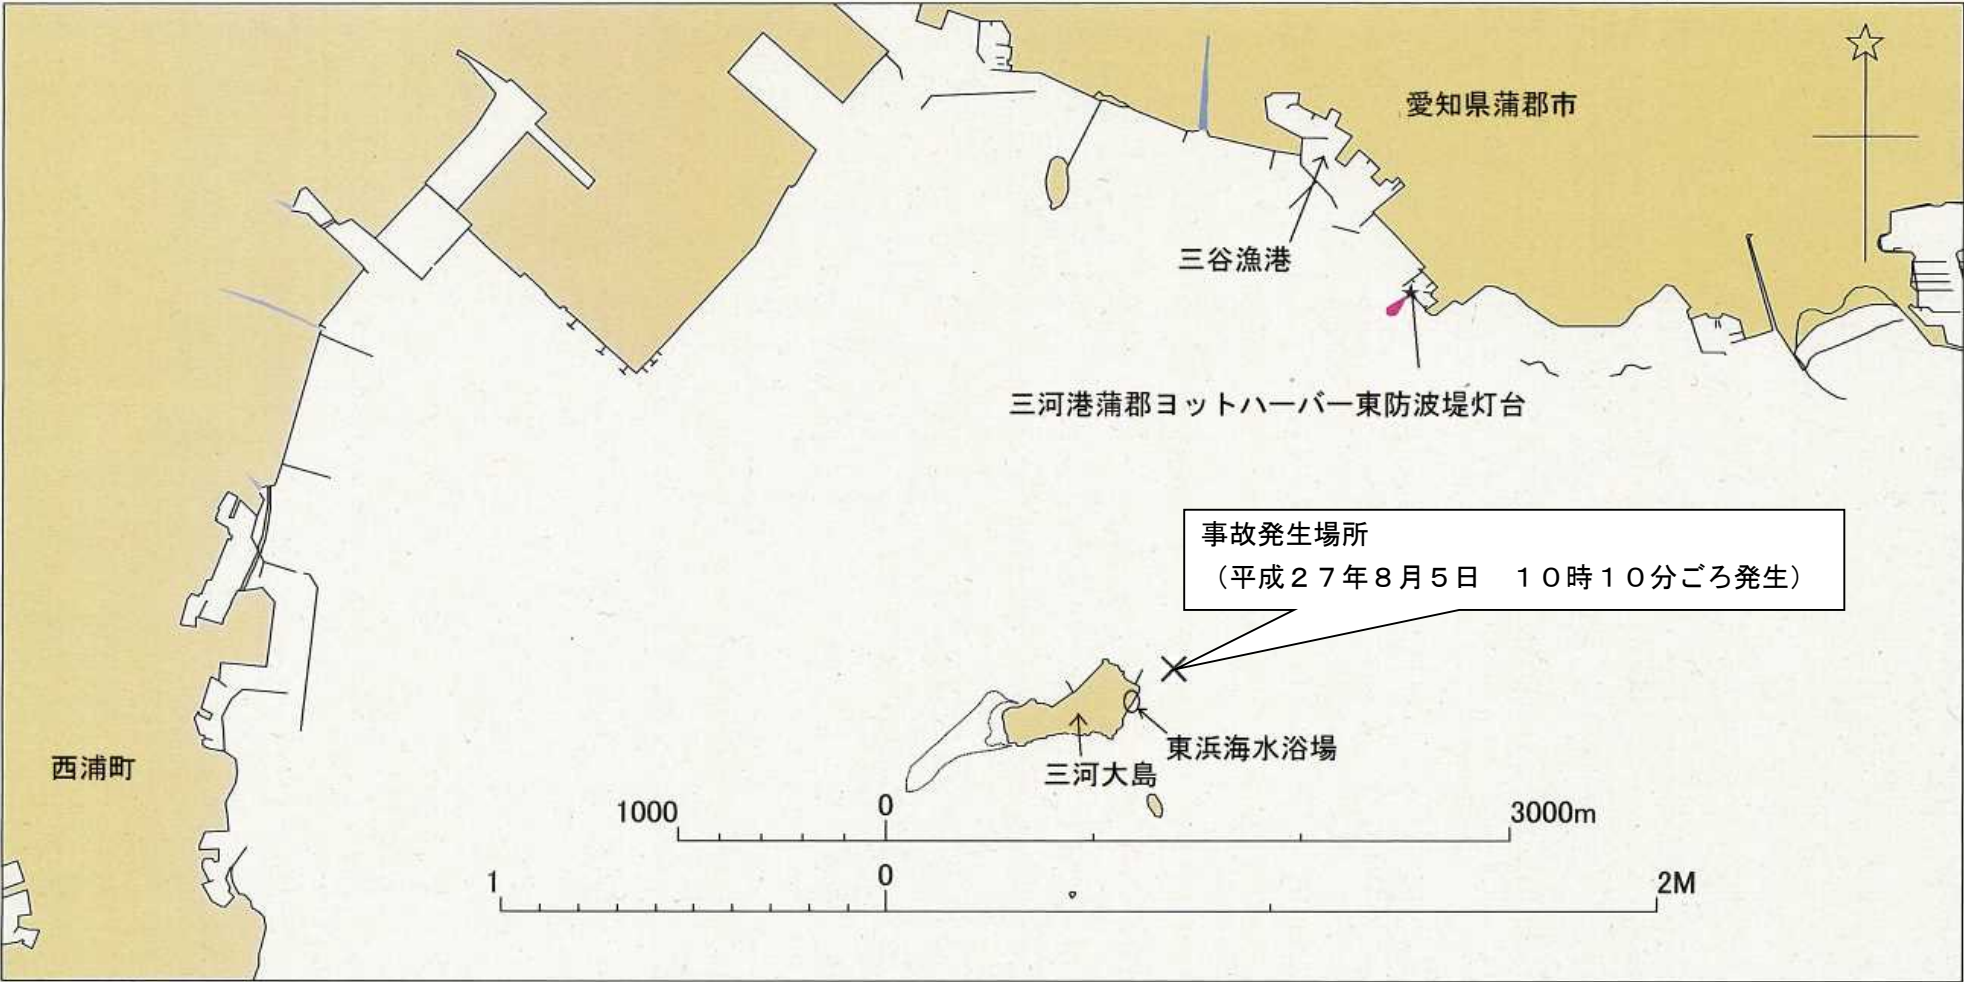 愛知県蒲郡市
三谷漁港
三河港蒲郡ヨットハーバー東防波堤灯台
事故発生場所
（平成２７年８月５日　１０時１０分ごろ発生）
東浜海水浴場
三河大島
西浦町
1000 0 3000m
1 0 2M